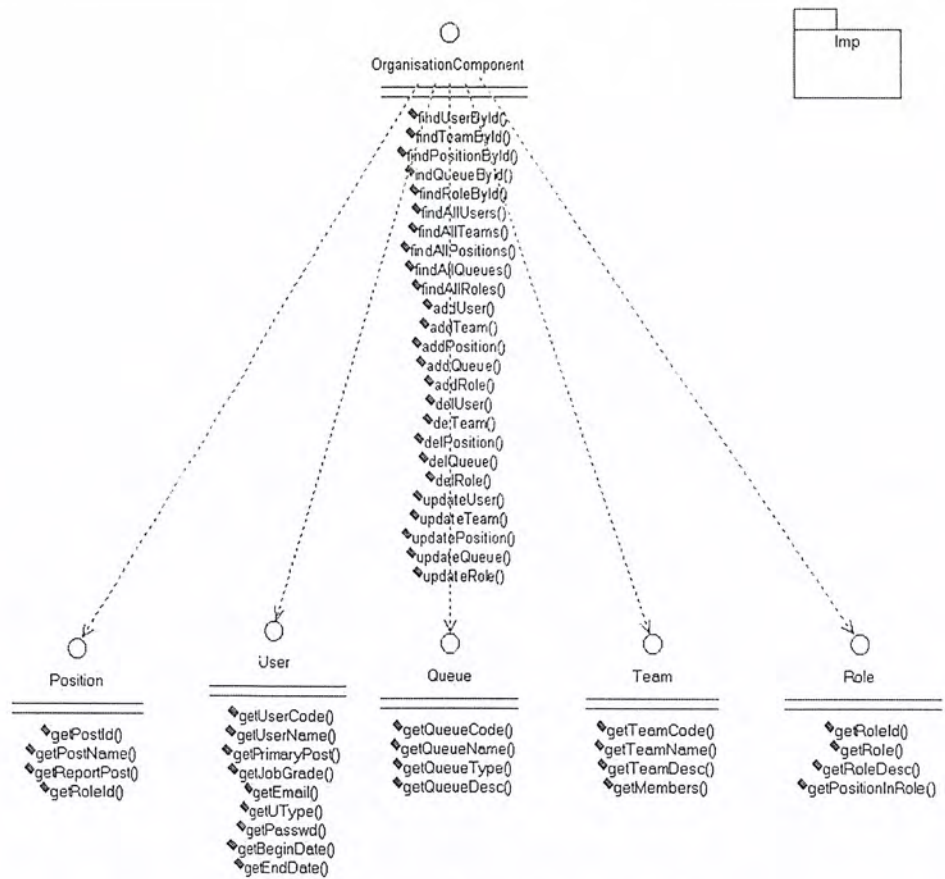 Imp
OrganisationComponent
findUserById()
findTeamById()
findPositionById()
findQueueById()
findRoleById()
findAllUsers()
findAllTeams()
findAllPositions()
findAllQueues()
findAllRoles()
addUser()
addTeam()
addPosition()
addQueue()
addRole()
delUser()
delTeam()
delPosition()
delQueue()
delRole()
updateUser()
updateTeam()
updatePosition()
updateQueue()
updateRole()
Position
getPostId()
getPostName()
getReportPost()
getRoleId()
User
getUserCode()
getUserName()
getPrimaryPost()
getJobGrade()
getEmail()
getUType()
getPasswd()
getBeginDate()
getEndDate()
Queue
getQueueCode()
getQueueName()
getQueueType()
getQueueDesc()
Team
getTeamCode()
getTeamName()
getTeamDesc()
getMembers()
Role
getRoleId()
getRole()
getRoleDesc()
getPositionInRole()